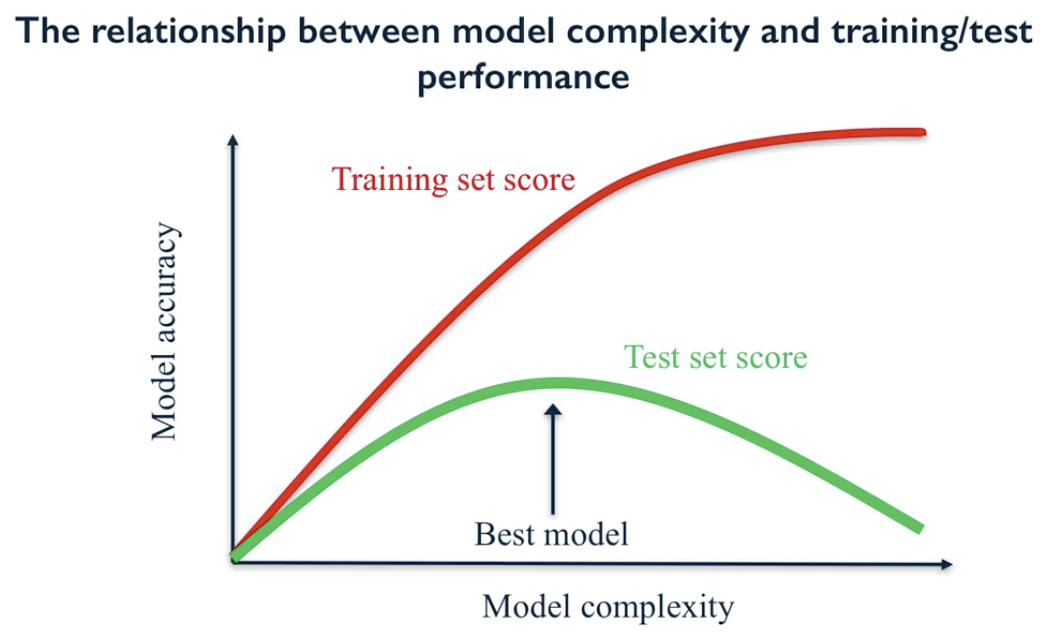 The relationship between model complexity and training/test
performance
Training set score
Model accuracy
Test set score
Best model
Model complexity